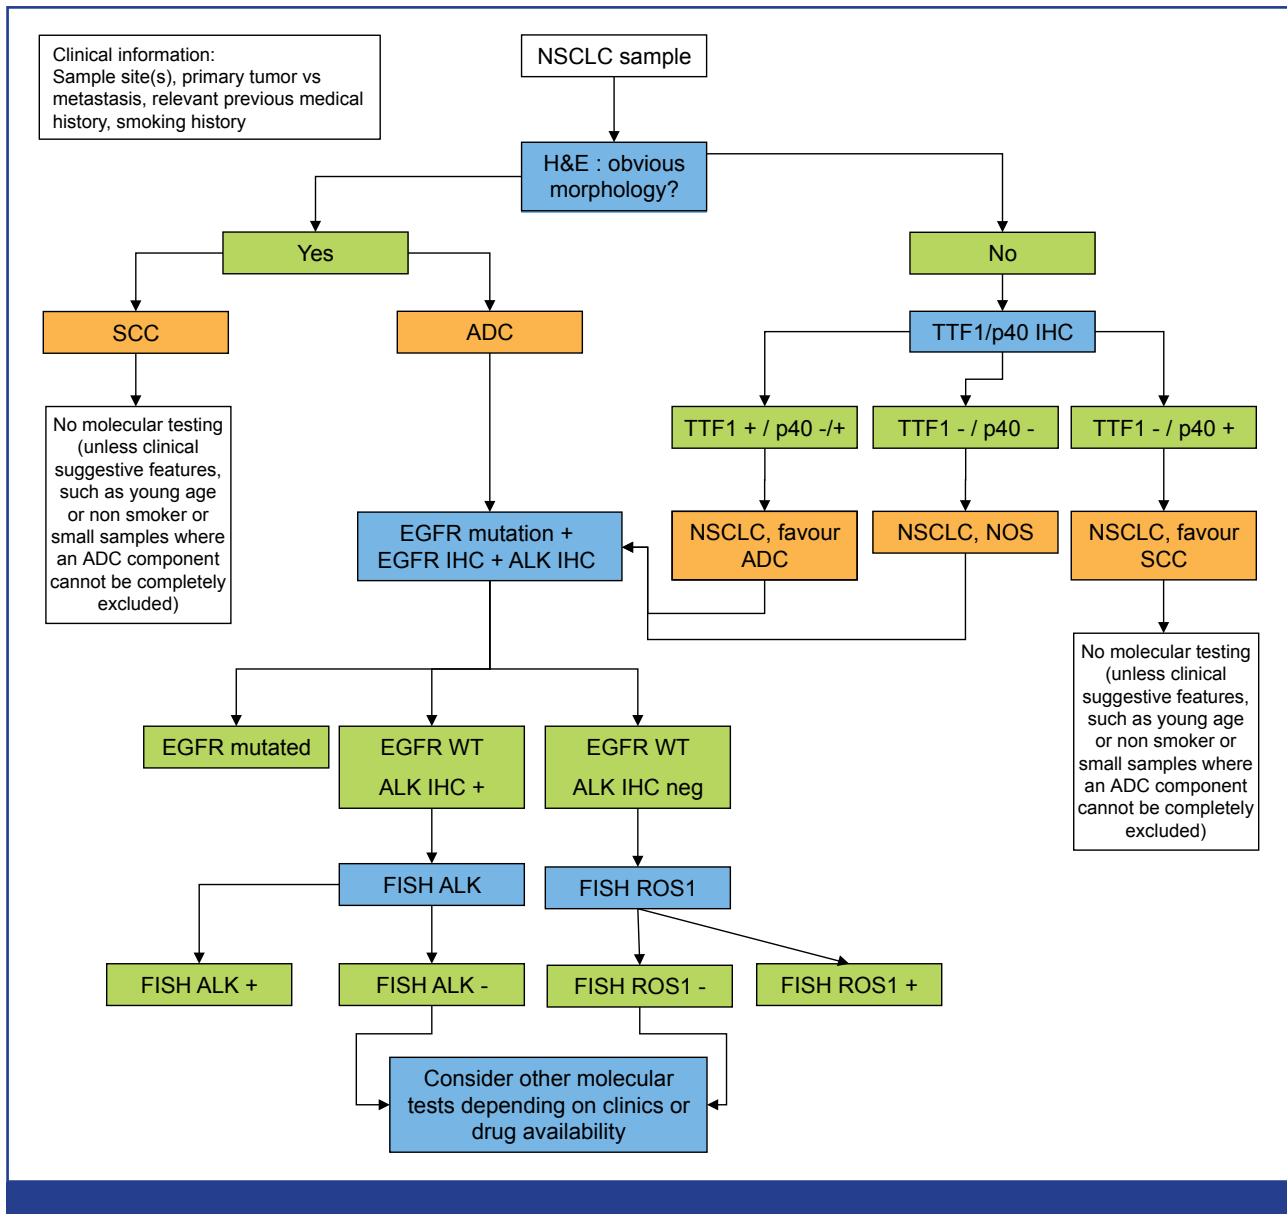 Clinical information:
Sample site(s), primary tumor vs
metastasis, relevant previous medical
history, smoking history
NSCLC sample
H&E : obvious
morphology?
Yes
No
SCC
ADC
TTF1/p40 IHC
No molecular testing
(unless clinical
suggestive features,
such as young age
or non smoker or
small samples where
an ADC component
cannot be completely
excluded)
TTF1 + / p40 -/+
TTF1 - / p40 -
TTF1 - / p40 +
EGFR mutation +
EGFR IHC + ALK IHC
NSCLC, favour
ADC
NSCLC, NOS
NSCLC, favour
SCC
No molecular testing
(unless clinical
suggestive features,
such as young age
or non smoker or
small samples where
an ADC component
cannot be completely
excluded)
EGFR mutated
EGFR WT
ALK IHC +
EGFR WT
ALK IHC neg
FISH ALK
FISH ROS1
FISH ALK +
FISH ALK -
FISH ROS1 -
FISH ROS1 +
Consider other molecular
tests depending on clinics or
drug availability